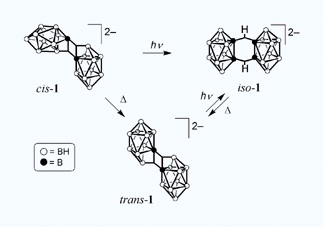 2–
2–
hν
H
H
cis-1
iso-1
Δ
hν
Δ
2–
○ = BH
● = B
trans-1